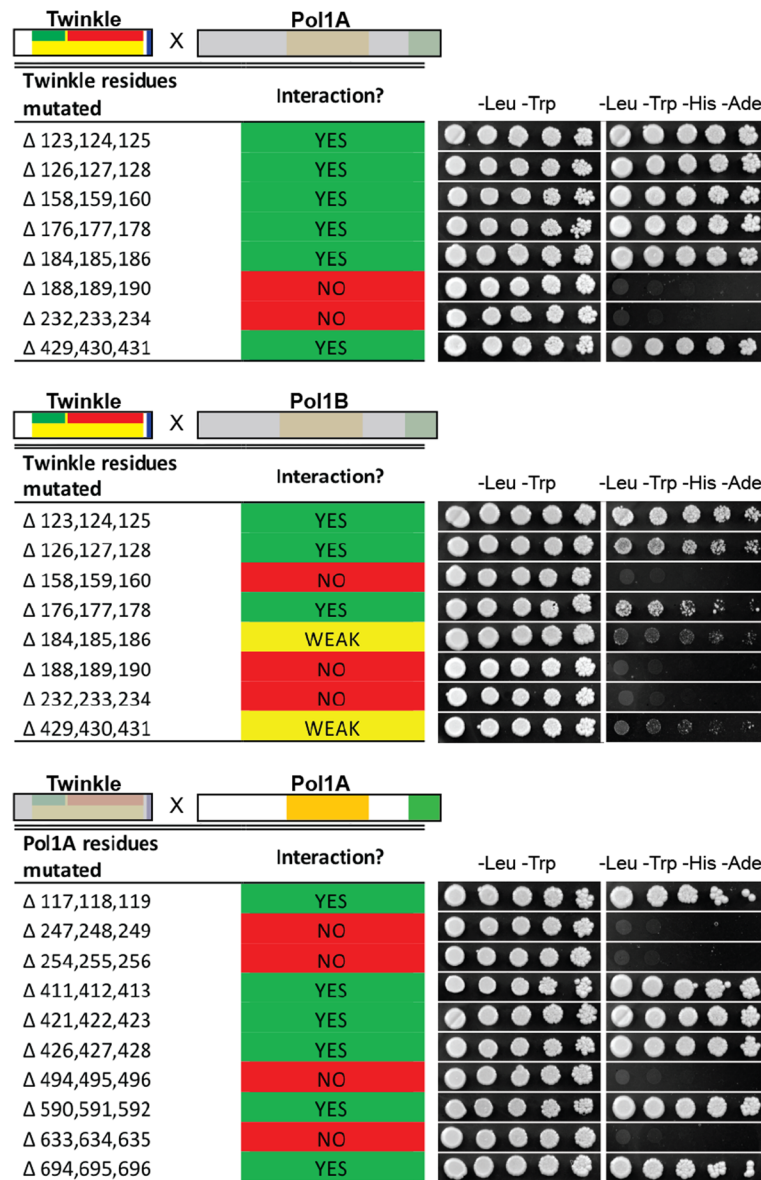 Twinkle X Pol1A
Twinkle residues mutated Interaction? -Leu -Trp -Leu -Trp -His -Ade
Δ 123,124,125 YES
Δ 126,127,128 YES
Δ 158,159,160 YES
Δ 176,177,178 YES
Δ 184,185,186 YES
Δ 188,189,190 NO
Δ 232,233,234 NO
Δ 429,430,431 YES
Twinkle X Pol1B
Twinkle residues mutated Interaction? -Leu -Trp -Leu -Trp -His -Ade
Δ 123,124,125 YES
Δ 126,127,128 YES
Δ 158,159,160 NO
Δ 176,177,178 YES
Δ 184,185,186 WEAK
Δ 188,189,190 NO
Δ 232,233,234 NO
Δ 429,430,431 WEAK
Twinkle X Pol1A
Pol1A residues mutated Interaction? -Leu -Trp -Leu -Trp -His -Ade
Δ 117,118,119 YES
Δ 247,248,249 NO
Δ 254,255,256 NO
Δ 411,412,413 YES
Δ 421,422,423 YES
Δ 426,427,428 YES
Δ 494,495,496 NO
Δ 590,591,592 YES
Δ 633,634,635 NO
Δ 694,695,696 YES